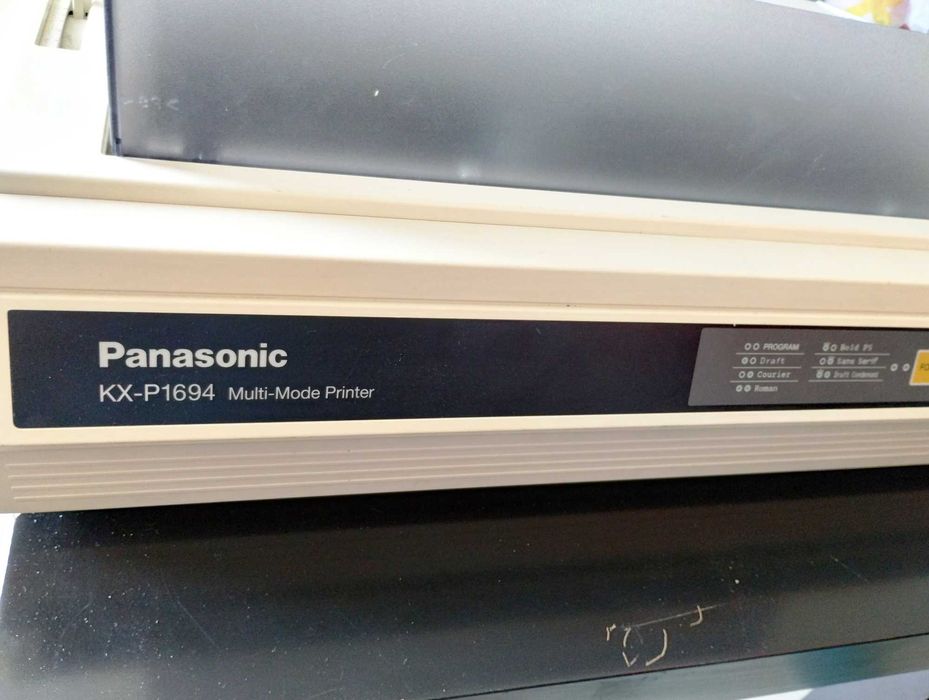 Panasonic
KX-P1694 Multi-Mode Printer
PROGRAM
Draft
Courier
Roman
Bold PS
Sans Serif
Draft Condensed